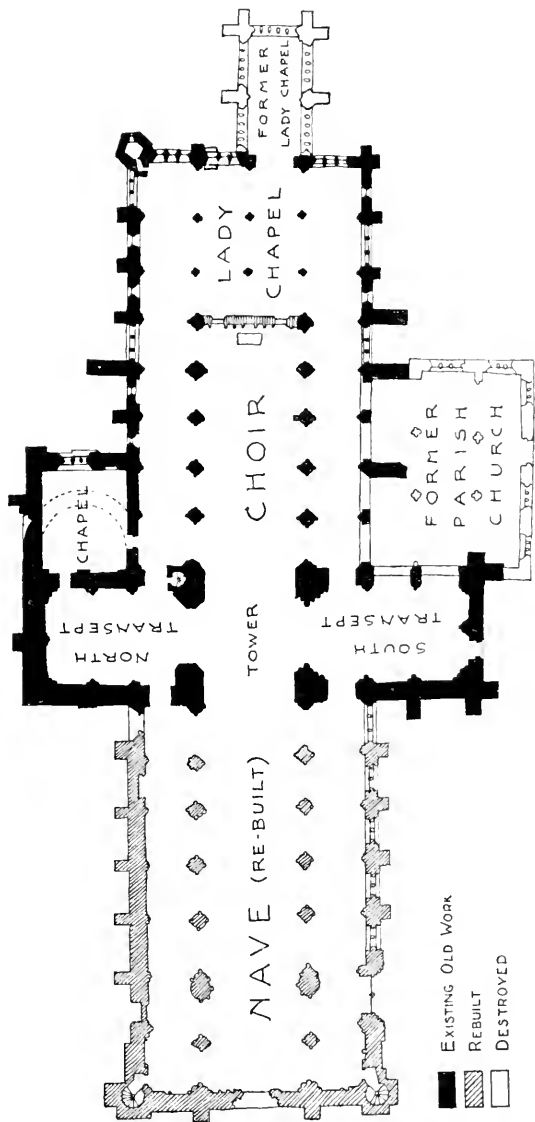 FORMER
LADY CHAPEL
LADY
CHAPEL
CHAPEL
CHOIR
FORMER
PARISH
CHURCH
NORTH
TRANSEPT
TOWER
SOUTH
TRANSEPT
NAVE (RE-BUILT)
EXISTING OLD WORK
REBUILT
DESTROYED